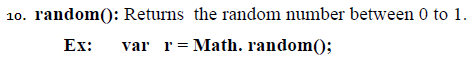 10. random(): Returns the random number between 0 to 1.
Ex: var r = Math. random();